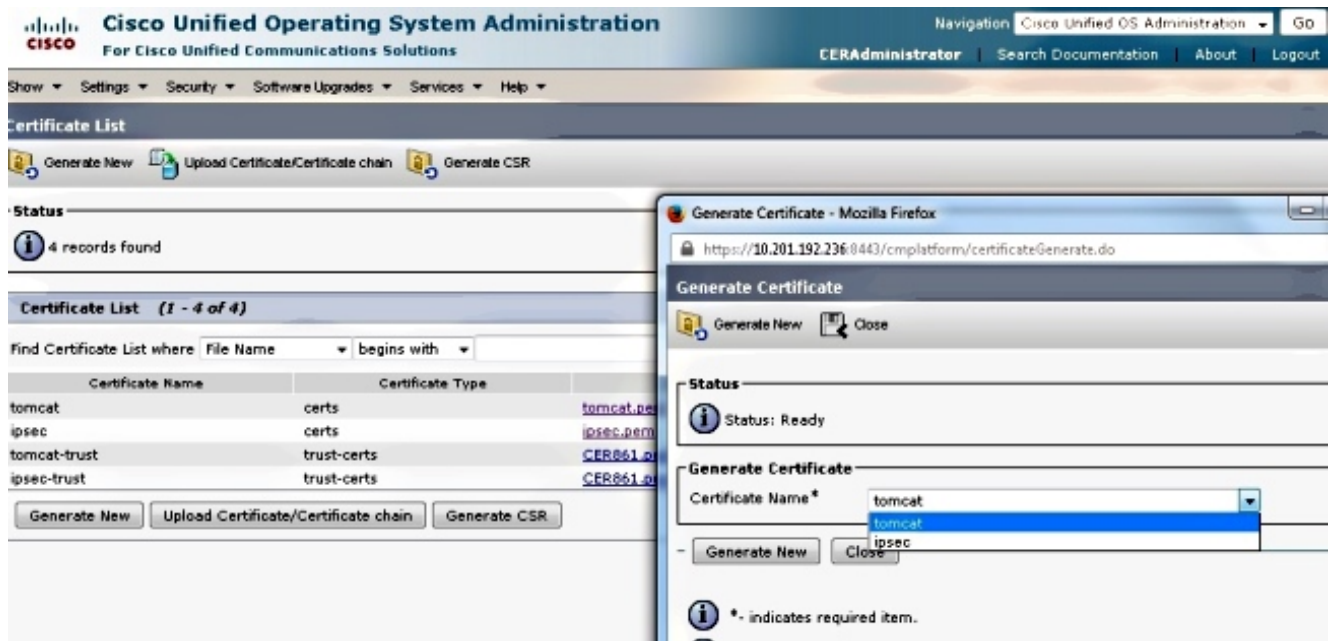 CISCO
Cisco Unified Operating System Administration
For Cisco Unified Communications Solutions
Navigation Cisco Unified OS Administration Go
CERAdministrator | Search Documentation | About | Logout
Show Settings Security Software Upgrades Services Help
Certificate List
Generate New Upload Certificate/Certificate chain Generate CSR
Status
4 records found
Certificate List (1 - 4 of 4)
Find Certificate List where File Name begins with
Certificate Name Certificate Type
tomcat certs tomcat.pe
ipsec certs ipsec.pem
tomcat-trust trust-certs CER861.p
ipsec-trust trust-certs CER861.p
Generate New Upload Certificate/Certificate chain Generate CSR
Generate Certificate - Mozilla Firefox
https://10.201.192.236:8443/cmplatform/certificateGenerate.do
Generate Certificate
Generate New Close
Status
Status: Ready
Generate Certificate
Certificate Name* tomcat
tomcat
ipsec
Generate New Close
*- indicates required item.